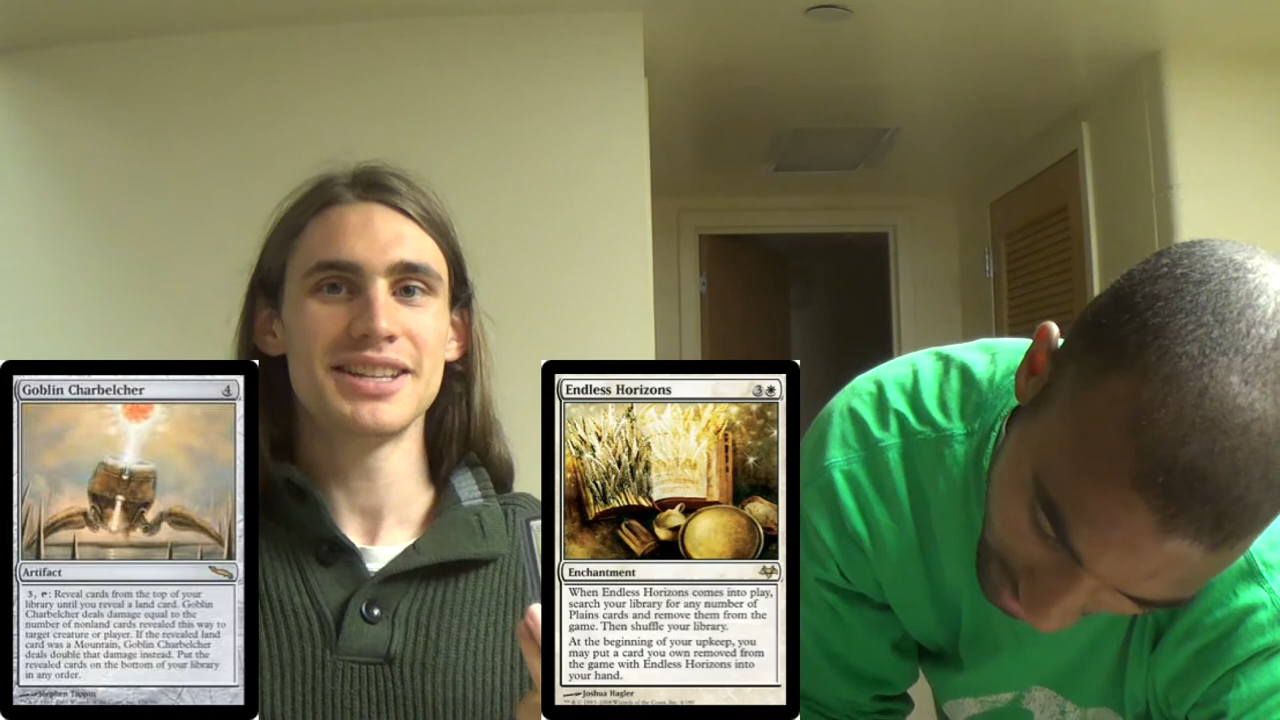 Goblin Charbelcher 4
Artifact
3, T: Reveal cards from the top of your
library until you reveal a land card. Goblin
Charbelcher deals damage equal to the
number of nonland cards revealed this way to
target creature or player. If the revealed land
card was a Mountain, Goblin Charbelcher
deals double that damage instead. Put the
revealed cards on the bottom of your library
in any order.
Stephen Tappin
Endless Horizons 3
Enchantment
When Endless Horizons comes into play,
search your library for any number of
Plains cards and remove them from the
game. Then shuffle your library.
At the beginning of your upkeep, you
may put a card you own removed from
the game with Endless Horizons into
your hand.
Joshua Hagler